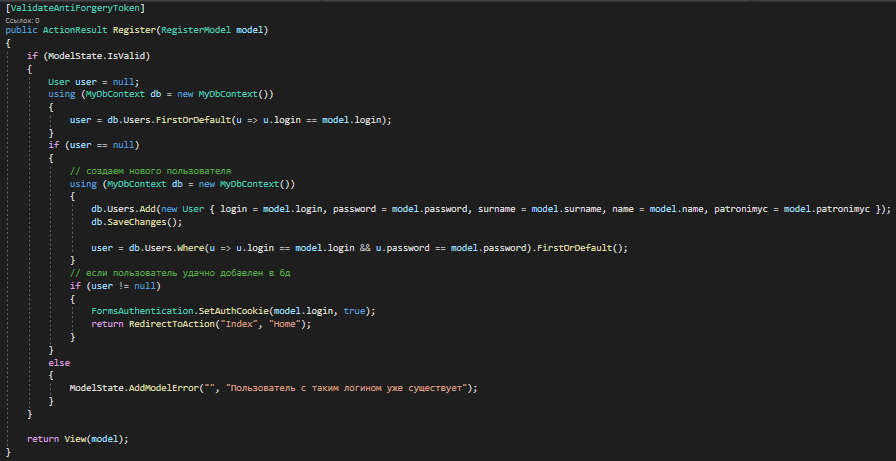 [ValidateAntiForgeryToken]
Ссылок: 0
public ActionResult Register(RegisterModel model)
{
if (ModelState.IsValid)
{
User user = null;
using (MyDbContext db = new MyDbContext())
{
user = db.Users.FirstOrDefault(u => u.login == model.login);
}
if (user == null)
{
// создаем нового пользователя
using (MyDbContext db = new MyDbContext())
{
db.Users.Add(new User { login = model.login, password = model.password, surname = model.surname, name = model.name, patronimyc = model.patronimyc });
db.SaveChanges();
user = db.Users.Where(u => u.login == model.login && u.password == model.password).FirstOrDefault();
}
// если пользователь удачно добавлен в бд
if (user != null)
{
FormsAuthentication.SetAuthCookie(model.login, true);
return RedirectToAction("Index", "Home");
}
}
else
{
ModelState.AddModelError("", "Пользователь с таким логином уже существует");
}
}
return View(model);
}